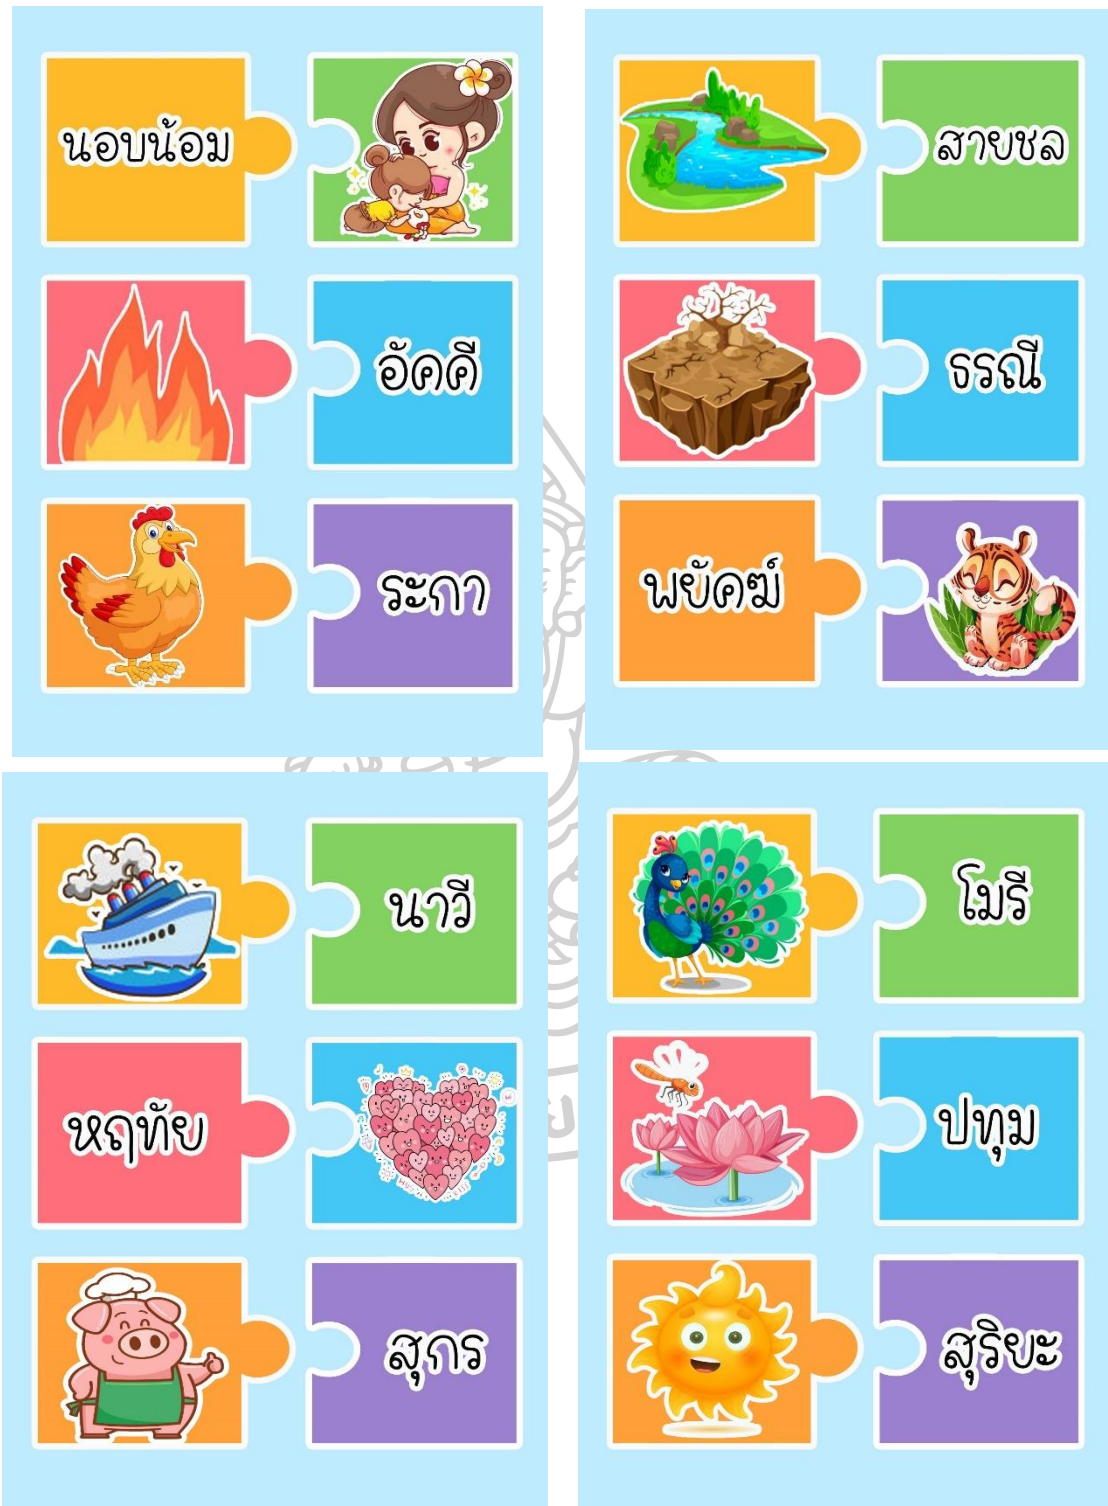 นอบน้อม
อัคคี
ระกา
สายชล
ธรณี
พยัคฆ์
นาวี
หฤทัย
สุกร
โมรี
ปทุม
สุริยะ